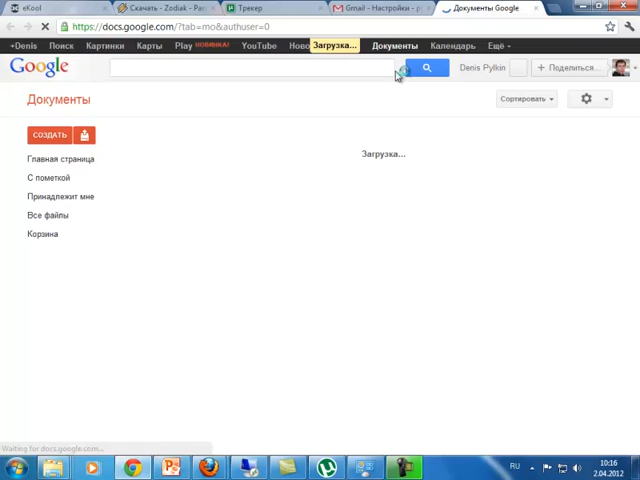 eKool
Скачать - Zodiak - Pa
Трекер
Gmail - Настройки - p
Документы Google
https://docs.google.com/?tab=mo&authuser=0
+Denis Поиск Картинки Карты Play НОВИНКА! YouTube Ново Загрузка... Документы Календарь Ещё
Google
Denis Pylkin
+ Поделиться...
Документы
Сортировать
СОЗДАТЬ
Загрузка...
Главная страница
С пометкой
Принадлежит мне
Все файлы
Корзина
Waiting for docs.google.com...
RU
10:16
2.04.2012